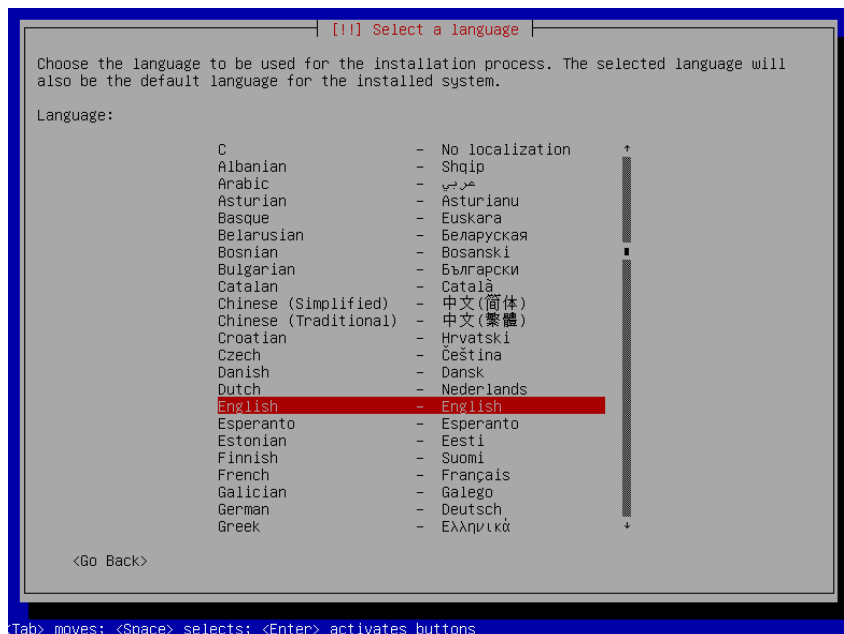 [!!] Select a language
Choose the language to be used for the installation process. The selected language will
also be the default language for the installed system.
Language:
C - No localization
Albanian - Shqip
Arabic - عربي
Asturian - Asturianu
Basque - Euskara
Belarusian - Беларуская
Bosnian - Bosanski
Bulgarian - Български
Catalan - Català
Chinese (Simplified) - 中文(简体)
Chinese (Traditional) - 中文(繁體)
Croatian - Hrvatski
Czech - Čeština
Danish - Dansk
Dutch - Nederlands
English - English
Esperanto - Esperanto
Estonian - Eesti
Finnish - Suomi
French - Français
Galician - Galego
German - Deutsch
Greek - Ελληνικά
<Go Back>
<Tab> moves; <Space> selects; <Enter> activates buttons